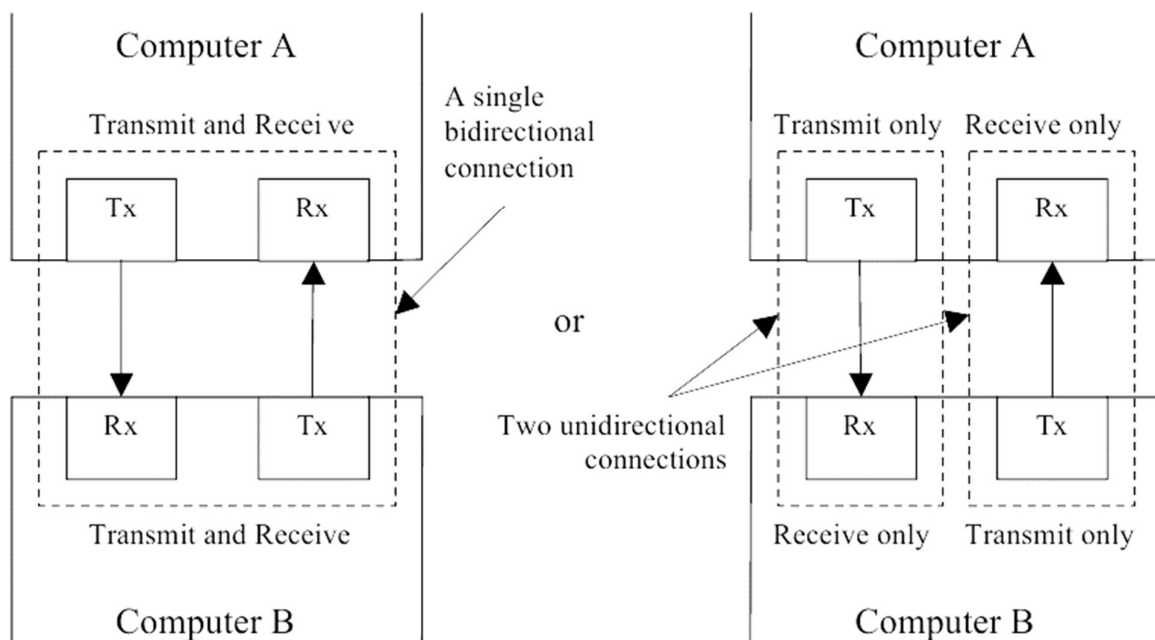 Computer A
Transmit and Recei ve
Tx
Rx
Rx
Tx
Transmit and Receive
Computer B
A single
bidirectional
connection
or
Computer A
Transmit only
Receive only
Tx
Rx
Two unidirectional
connections
Rx
Tx
Receive only
Transmit only
Computer B